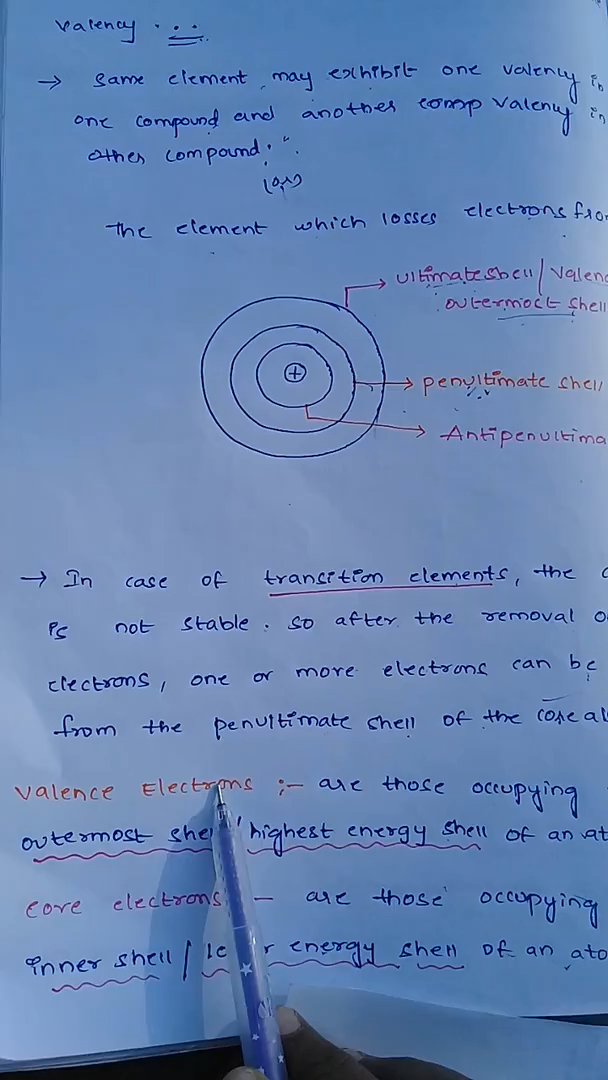 Valency ...
→ Same element may exhibit one valency in
one compound and another comp valency in
other compound."
(or)
The element which losses electrons from
Ultimate shell / Valen
outermost shell
penultimate shell
Antipenultima
+
→ In case of transition elements, the c
is not stable. so after the removal o
electrons, one or more electrons can be
from the penultimate shell of the core al
Valence Electrons :- are those occupying
outermost shell / highest energy shell of an at
Core electrons - are those occupying
inner shell / energy shell of an ato